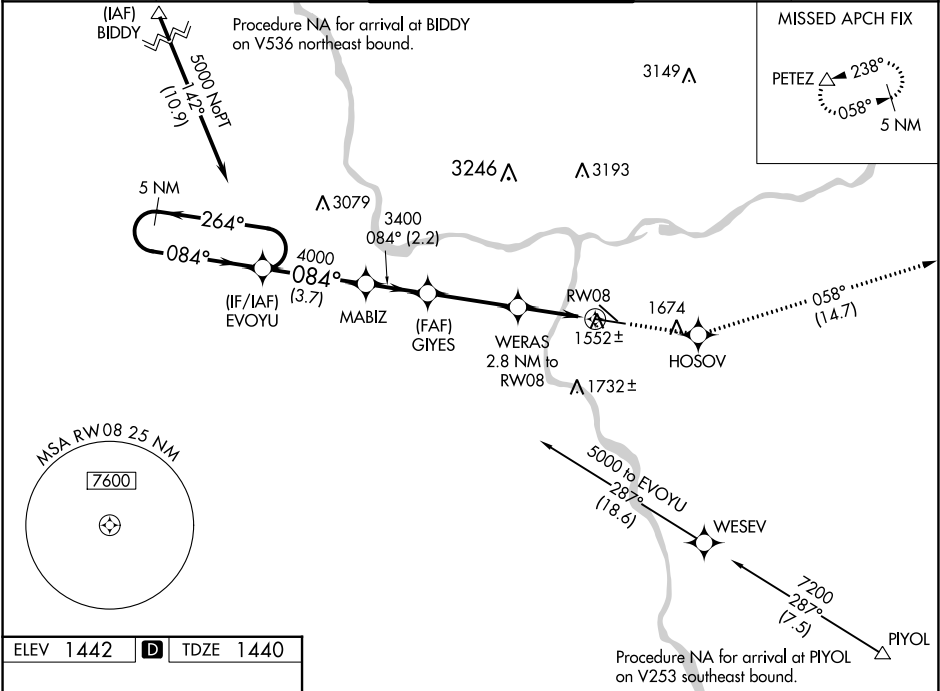 (IAF)
BIDDY
Procedure NA for arrival at BIDDY
on V536 northeast bound.
MISSED APCH FIX
PETEZ
238°
058°
5 NM
5000 NoPT
142°
(10.9)
3149
3246
3193
3079
5 NM
264°
084°
3400
084° (2.2)
4000
084°
(3.7)
(IF/IAF)
EVOYU
MABIZ
(FAF)
GIYES
WERAS
2.8 NM to
RW08
RW08
1552±
1674
HOSOV
058°
(14.7)
1732±
MSA RW08 25 NM
7600
5000 to EVOYU
287°
(18.6)
WESEV
7200
287°
(7.5)
PIYOL
Procedure NA for arrival at PIYOL
on V253 southeast bound.
ELEV 1442 D TDZE 1440